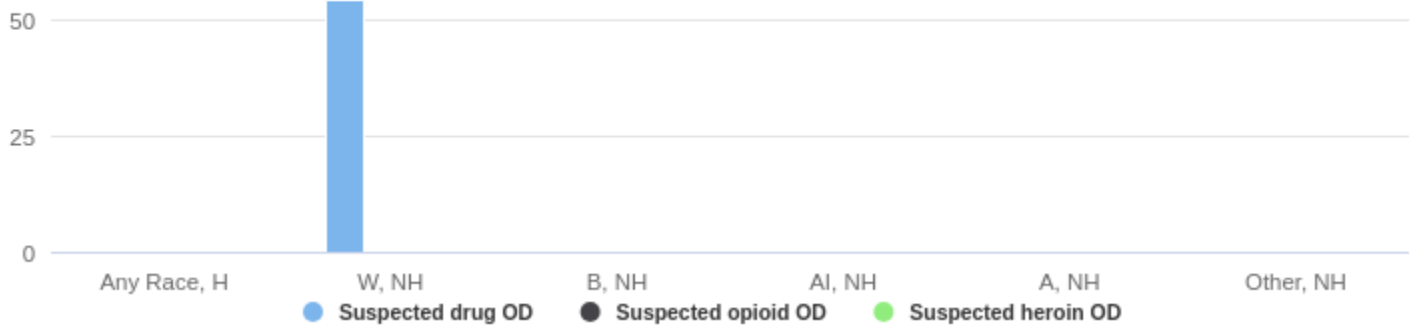 50
25
0
Any Race, H W, NH B, NH AI, NH A, NH Other, NH
Suspected drug OD Suspected opioid OD Suspected heroin OD